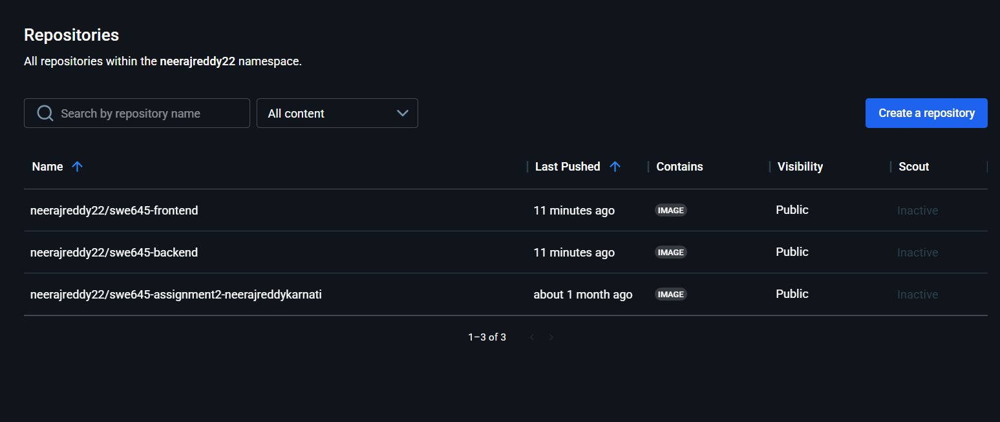 Repositories
All repositories within the neerajreddy22 namespace.
Search by repository name
All content
Create a repository
Name Last Pushed Contains Visibility Scout
neerajreddy22/swe645-frontend 11 minutes ago IMAGE Public Inactive
neerajreddy22/swe645-backend 11 minutes ago IMAGE Public Inactive
neerajreddy22/swe645-assignment2-neerajreddykarnati about 1 month ago IMAGE Public Inactive
1–3 of 3